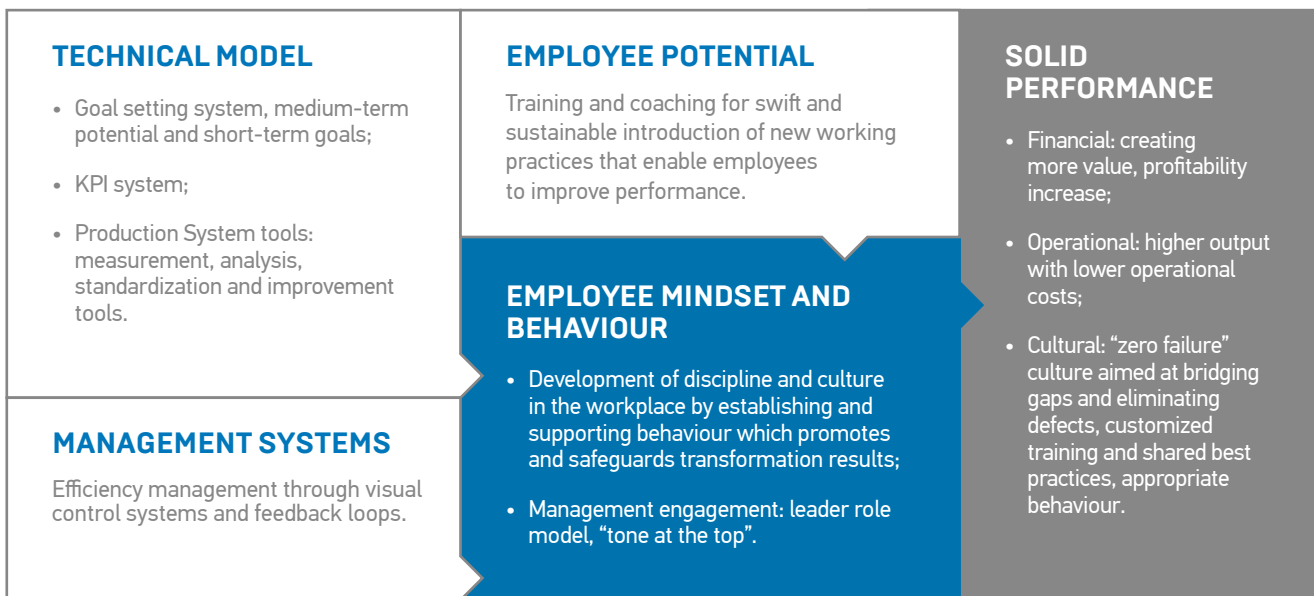 TECHNICAL MODEL
• Goal setting system, medium-term
potential and short-term goals;
• KPI system;
• Production System tools:
measurement, analysis,
standardization and improvement
tools.
MANAGEMENT SYSTEMS
Efficiency management through visual
control systems and feedback loops.
EMPLOYEE POTENTIAL
Training and coaching for swift and
sustainable introduction of new working
practices that enable employees
to improve performance.
EMPLOYEE MINDSET AND
BEHAVIOUR
• Development of discipline and culture
in the workplace by establishing and
supporting behaviour which promotes
and safeguards transformation results;
• Management engagement: leader role
model, “tone at the top”.
SOLID
PERFORMANCE
• Financial: creating
more value, profitability
increase;
• Operational: higher output
with lower operational
costs;
• Cultural: “zero failure”
culture aimed at bridging
gaps and eliminating
defects, customized
training and shared best
practices, appropriate
behaviour.